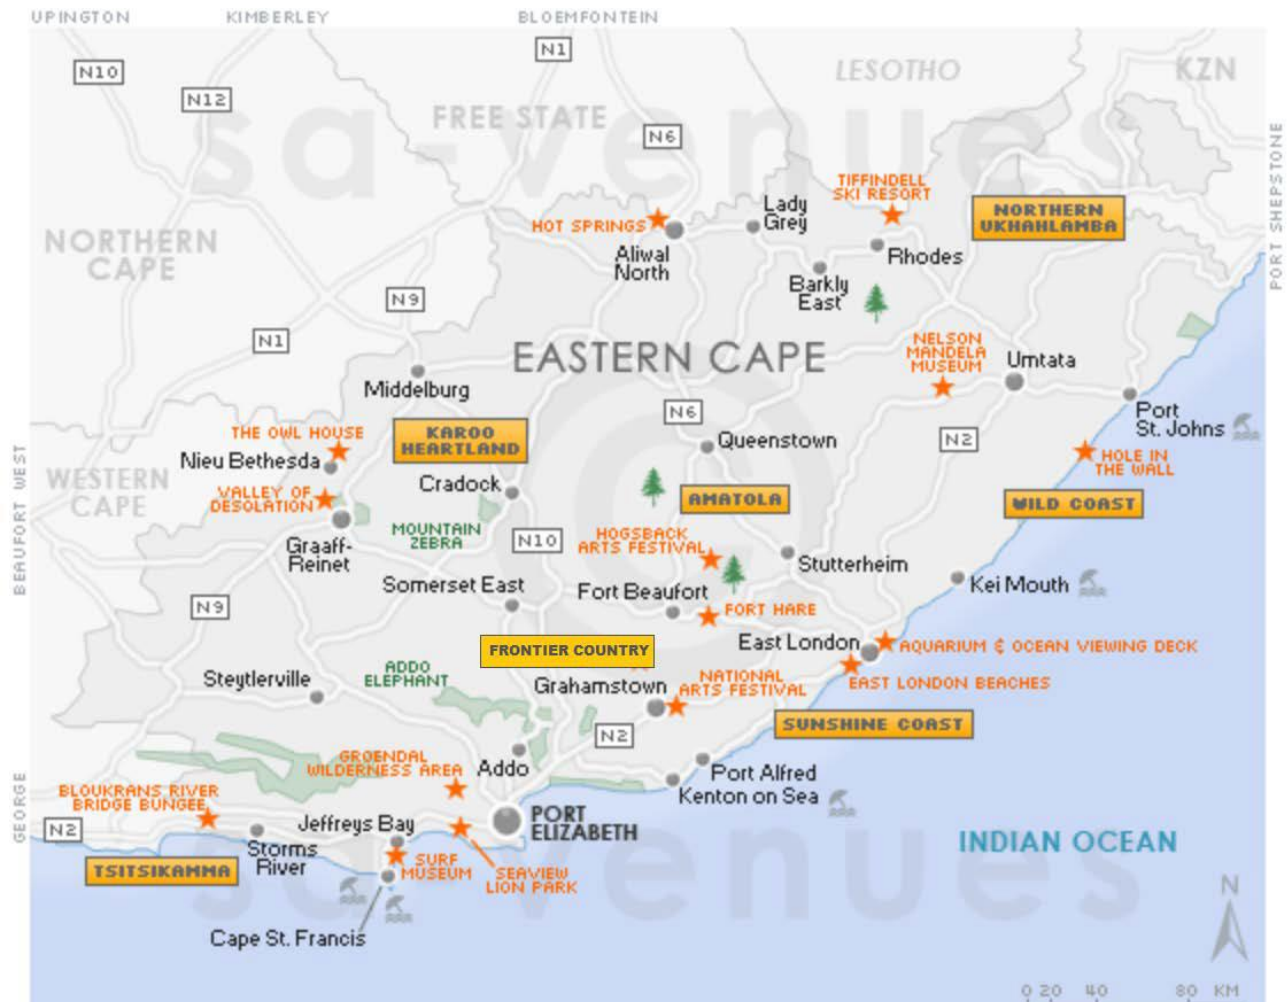 UPINGTON
KIMBERLEY
BLOEMFONTEIN
N1
N10
N12
LESOTHO
KZN
FREE STATE
sa-venues
N6
PORT SHEPSTONE
TIFFINDELL
SKI RESORT
NORTHERN
UKHAHLAMBA
Lady
Grey
HOT SPRINGS
Aliwal
North
NORTHERN
CAPE
Rhodes
Barkly
East
N9
N1
EASTERN CAPE
NELSON
MANDELA
MUSEUM
Umtata
Middelburg
N6
Port
St. Johns
THE OWL HOUSE
KAROO
HEARTLAND
Queenstown
N2
Nieu Bethesda
HOLE IN
THE WALL
BEAUFORT WEST
WESTERN
CAPE
VALLEY OF
DESOLATION
Cradock
AMATOLA
WILD COAST
MOUNTAIN
ZEBRA
N10
HOGSBACK
ARTS FESTIVAL
Graaff-
Reinet
Stutterheim
Somerset East
Fort Beaufort
Kei Mouth
N9
FORT HARE
FRONTIER COUNTRY
East London
AQUARIUM & OCEAN VIEWING DECK
ADDO
ELEPHANT
Steytlerville
Grahamstown
NATIONAL
ARTS FESTIVAL
EAST LONDON BEACHES
SUNSHINE COAST
N2
GROENDAL
WILDERNESS AREA
Addo
Port Alfred
Kenton on Sea
GEORGE
BLOUKRANS RIVER
BRIDGE BUNGEE
N2
Jeffreys Bay
PORT
ELIZABETH
Storms
River
INDIAN OCEAN
TSITSIKAMMA
SURF
MUSEUM
SEAVIEW
LION PARK
sa-venues
N
Cape St. Francis
0 20 40 80 KM